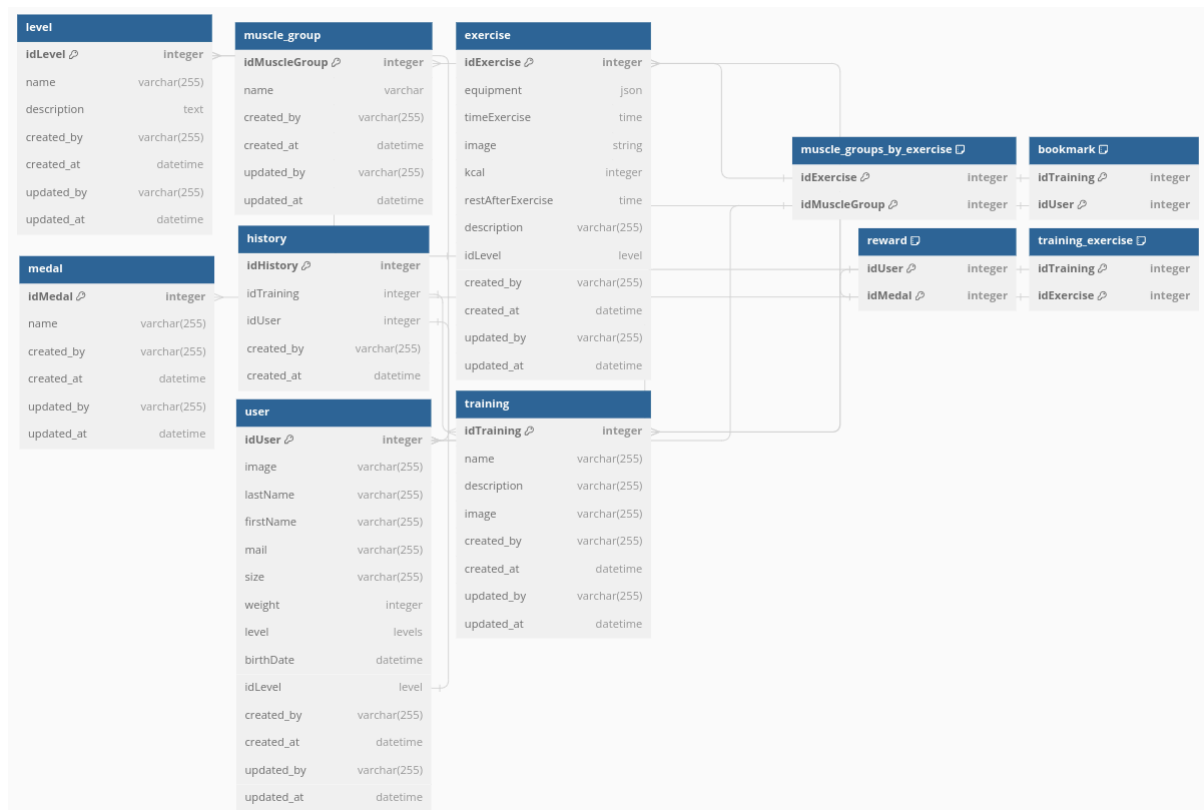 level
idLevel integer
name varchar(255)
description text
created_by varchar(255)
created_at datetime
updated_by varchar(255)
updated_at datetime
medal
idMedal integer
name varchar(255)
created_by varchar(255)
created_at datetime
updated_by varchar(255)
updated_at datetime
muscle_group
idMuscleGroup integer
name varchar
created_by varchar(255)
created_at datetime
updated_by varchar(255)
updated_at datetime
history
idHistory integer
idTraining integer
idUser integer
created_by varchar(255)
created_at datetime
user
idUser integer
image varchar(255)
lastName varchar(255)
firstName varchar(255)
mail varchar(255)
size varchar(255)
weight integer
level levels
birthDate datetime
idLevel level
created_by varchar(255)
created_at datetime
updated_by varchar(255)
updated_at datetime
exercise
idExercise integer
equipment json
timeExercise time
image string
kcal integer
restAfterExercise time
description varchar(255)
idLevel level
created_by varchar(255)
created_at datetime
updated_by varchar(255)
updated_at datetime
training
idTraining integer
name varchar(255)
description varchar(255)
image varchar(255)
created_by varchar(255)
created_at datetime
updated_by varchar(255)
updated_at datetime
muscle_groups_by_exercise
idExercise integer
idMuscleGroup integer
bookmark
idTraining integer
idUser integer
reward
idUser integer
idMedal integer
training_exercise
idTraining integer
idExercise integer